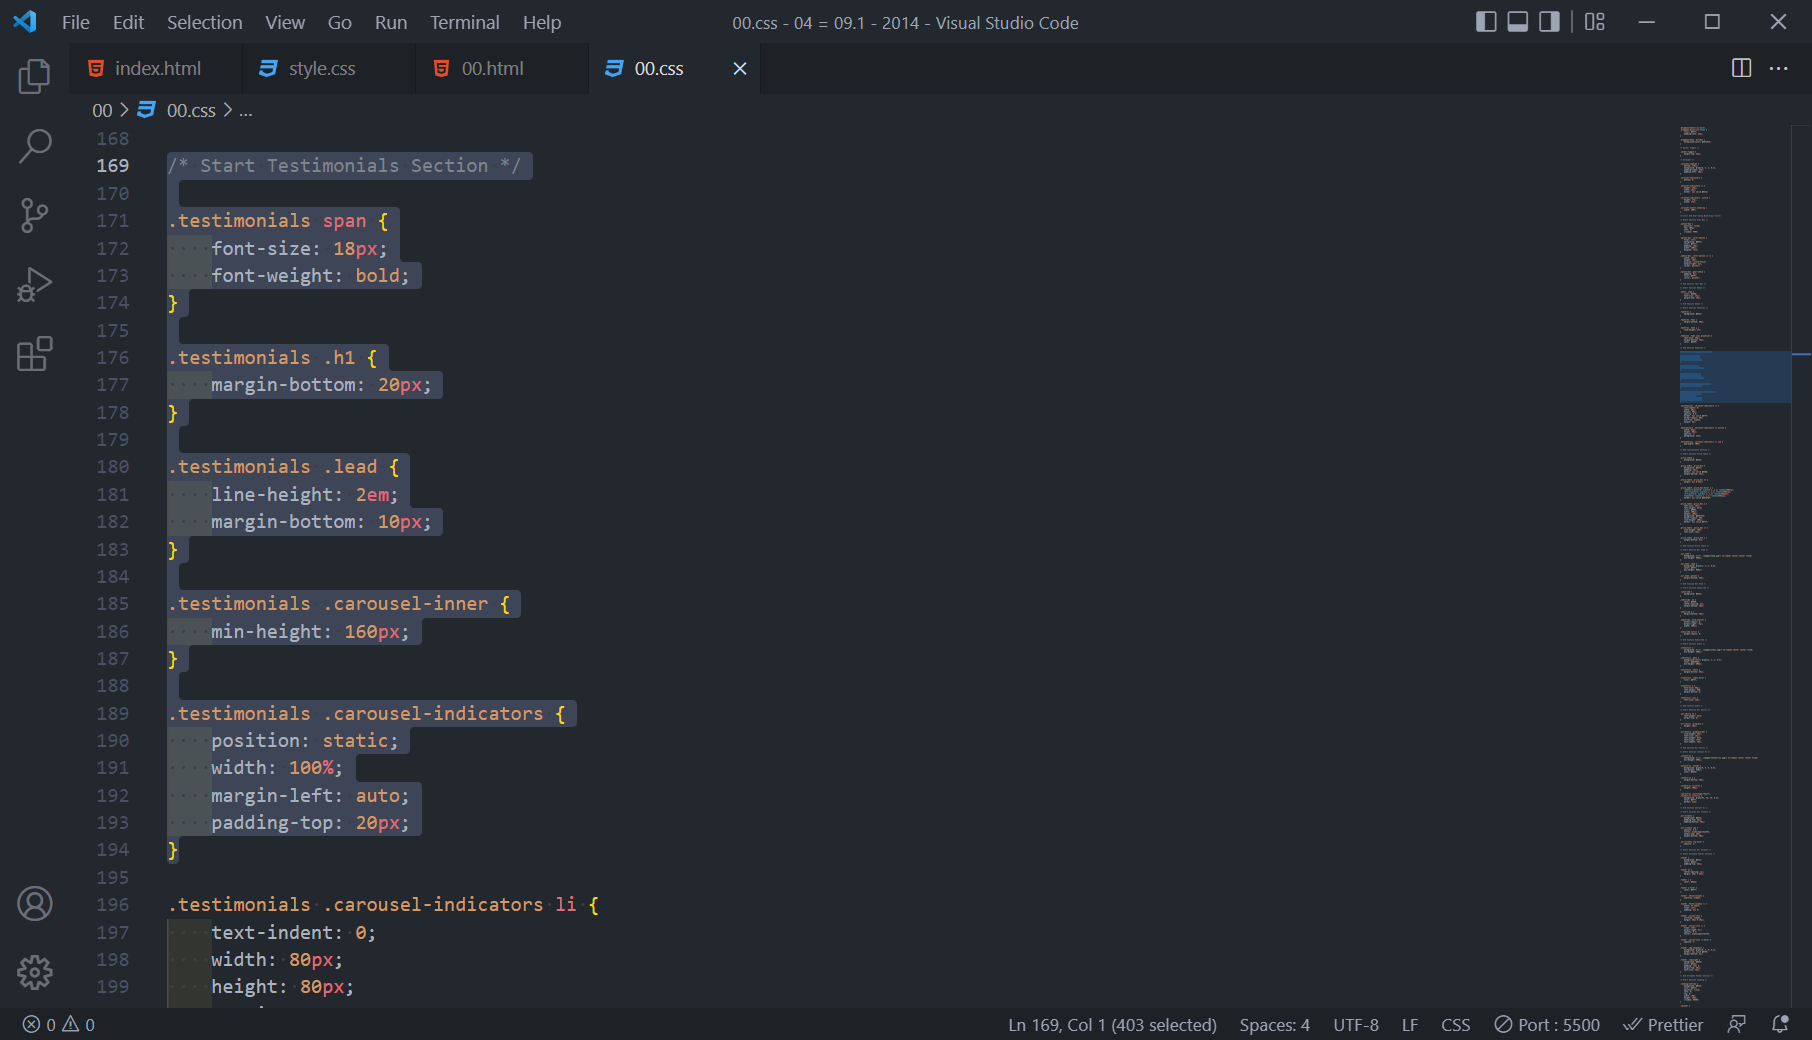 File Edit Selection View Go Run Terminal Help
00.css - 04 = 09.1 - 2014 - Visual Studio Code
index.html style.css 00.html 00.css
00 > 00.css > ...
168
169 /* Start Testimonials Section */
170
171 .testimonials span {
172 font-size: 18px;
173 font-weight: bold;
174 }
175
176 .testimonials .h1 {
177 margin-bottom: 20px;
178 }
179
180 .testimonials .lead {
181 line-height: 2em;
182 margin-bottom: 10px;
183 }
184
185 .testimonials .carousel-inner {
186 min-height: 160px;
187 }
188
189 .testimonials .carousel-indicators {
190 position: static;
191 width: 100%;
192 margin-left: auto;
193 padding-top: 20px;
194 }
195
196 .testimonials .carousel-indicators li {
197 text-indent: 0;
198 width: 80px;
199 height: 80px;
0 0 Ln 169, Col 1 (403 selected) Spaces: 4 UTF-8 LF CSS Port : 5500 Prettier